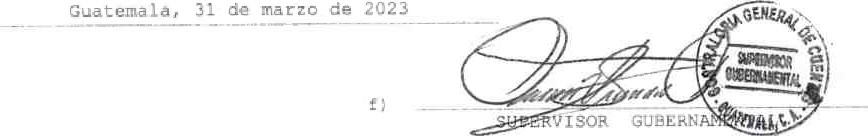 Guatemala, 31 de marzo de 2023
CONTRALORIA GENERAL DE CUENTAS
SUPERVISOR
GUBERNAMENTAL
GUATEMALA, C.A.
f)
SUPERVISOR GUBERNAMENTAL